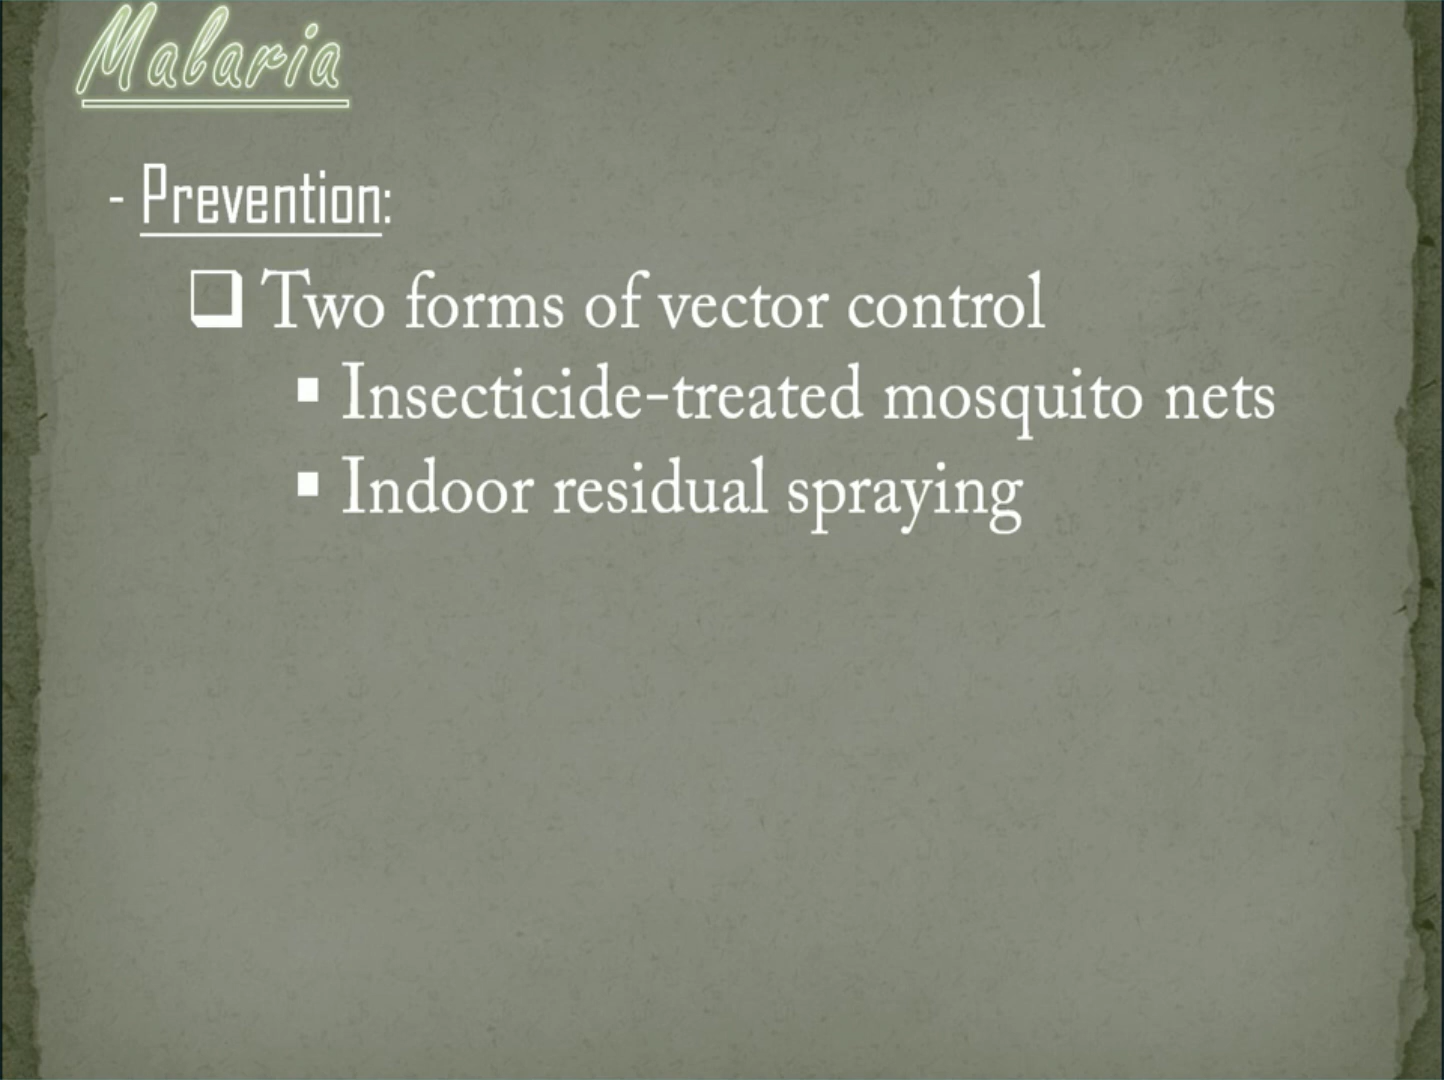 Malaria
- Prevention:
❑ Two forms of vector control
▪ Insecticide-treated mosquito nets
▪ Indoor residual spraying